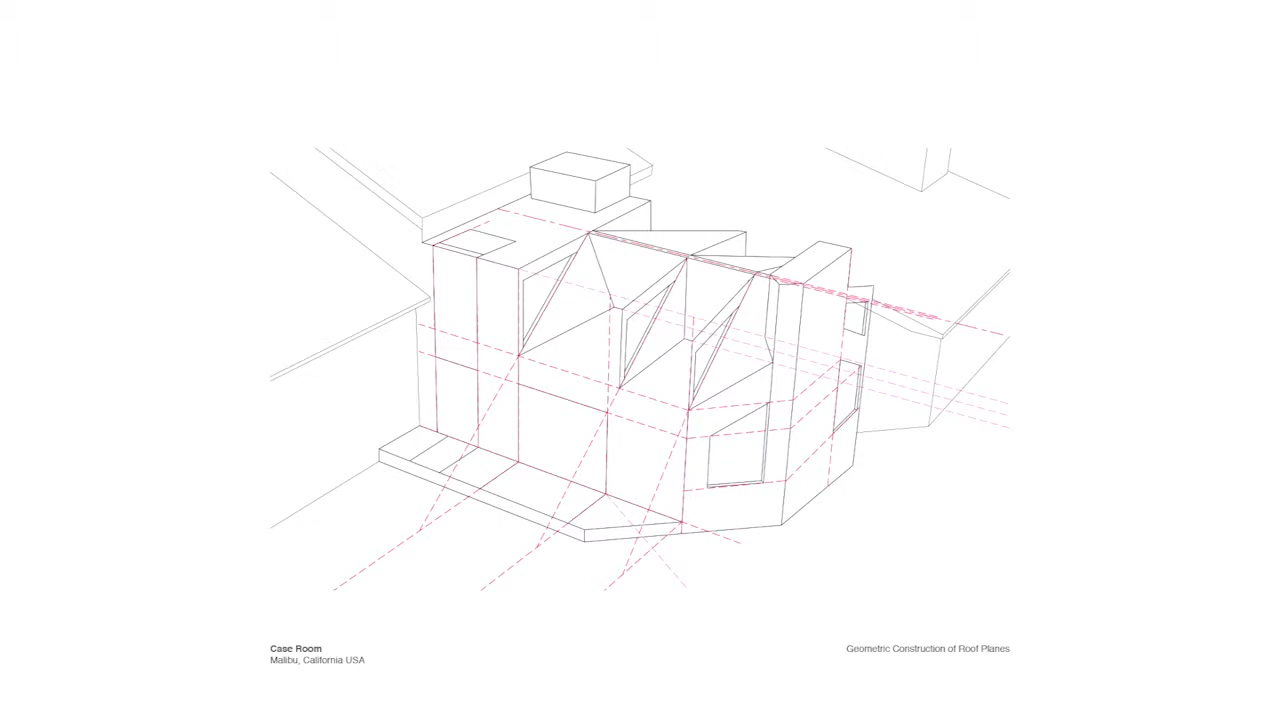 Case Room
Malibu, California USA
Geometric Construction of Roof Planes